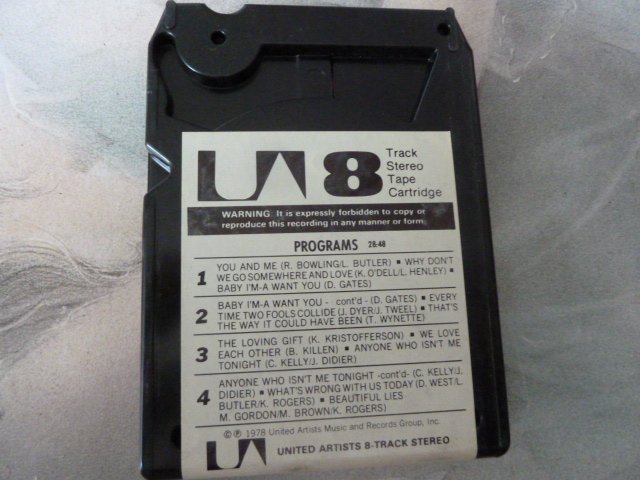 UA 8 Track
Stereo
Tape
Cartridge
WARNING: It is expressly forbidden to copy or
reproduce this recording in any manner or form.
PROGRAMS 28:48
1 YOU AND ME (R. BOWLING/L. BUTLER) ▪ WHY DON'T
WE GO SOMEWHERE AND LOVE (K. O'DELL/L. HENLEY) ▪
BABY I'M-A WANT YOU (D. GATES)
2 BABY I'M-A WANT YOU - cont'd - (D. GATES) ▪ EVERY
TIME TWO FOOLS COLLIDE (J. DYER/J. TWEEL) ▪ THAT'S
THE WAY IT COULD HAVE BEEN (T. WYNETTE)
3 THE LOVING GIFT (K. KRISTOFFERSON) ▪ WE LOVE
EACH OTHER (B. KILLEN) ▪ ANYONE WHO ISN'T ME
TONIGHT (C. KELLY/J. DIDIER)
4 ANYONE WHO ISN'T ME TONIGHT -cont'd- (C. KELLY/J.
DIDIER) ▪ WHAT'S WRONG WITH US TODAY (D. WEST/L.
BUTLER/K. ROGERS) ▪ BEAUTIFUL LIES
M. GORDON/M. BROWN/K. ROGERS)
© ℗ 1978 United Artists Music and Records Group, Inc.
UA UNITED ARTISTS 8-TRACK STEREO